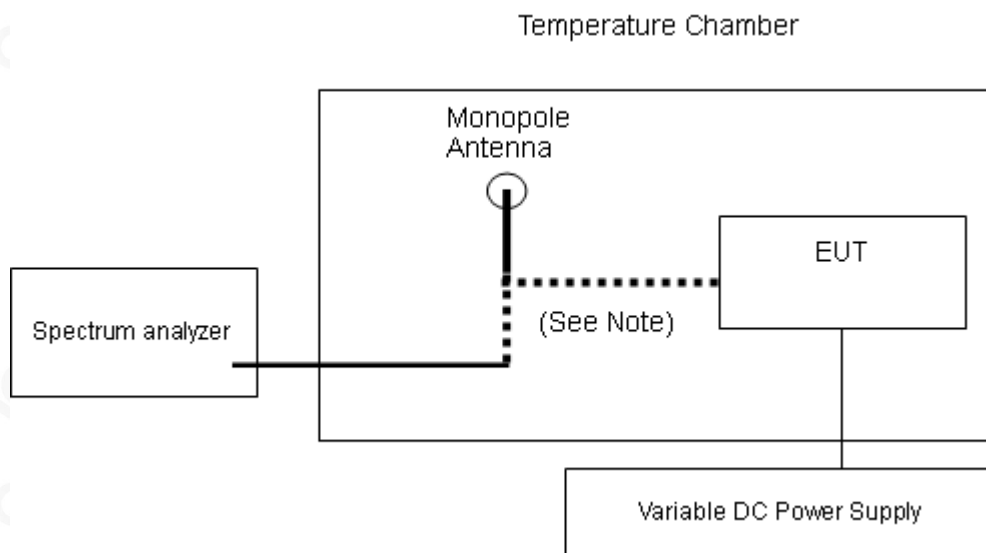 Temperature Chamber
Monopole
Antenna
EUT
(See Note)
Spectrum analyzer
Variable DC Power Supply